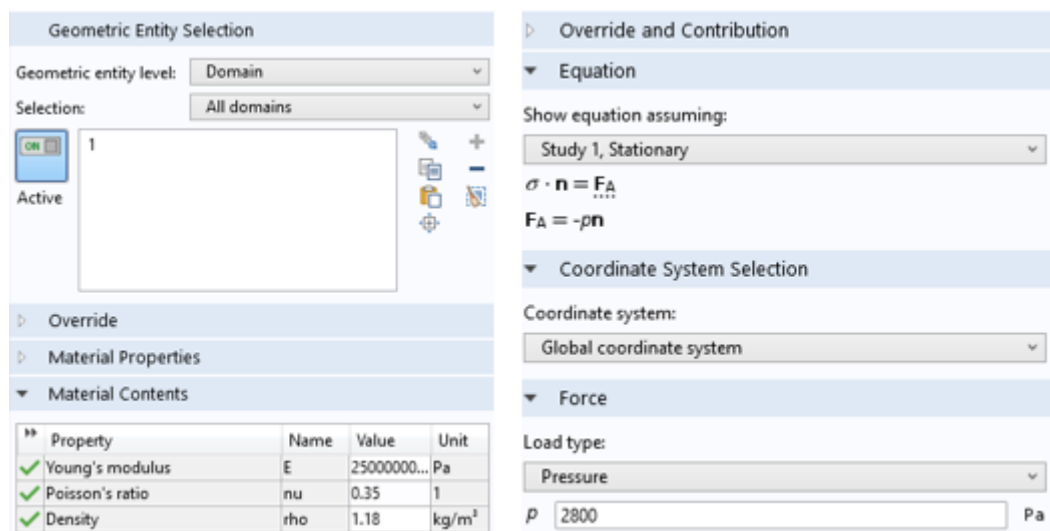 Geometric Entity Selection
Geometric entity level: Domain
Selection: All domains
ON 1
Active
Override
Material Properties
Material Contents
Property Name Value Unit
Young's modulus E 25000000... Pa
Poisson's ratio nu 0.35 1
Density rho 1.18 kg/m³
Override and Contribution
Equation
Show equation assuming:
Study 1, Stationary
σ · n = FA
FA = -pn
Coordinate System Selection
Coordinate system:
Global coordinate system
Force
Load type:
Pressure
p 2800 Pa